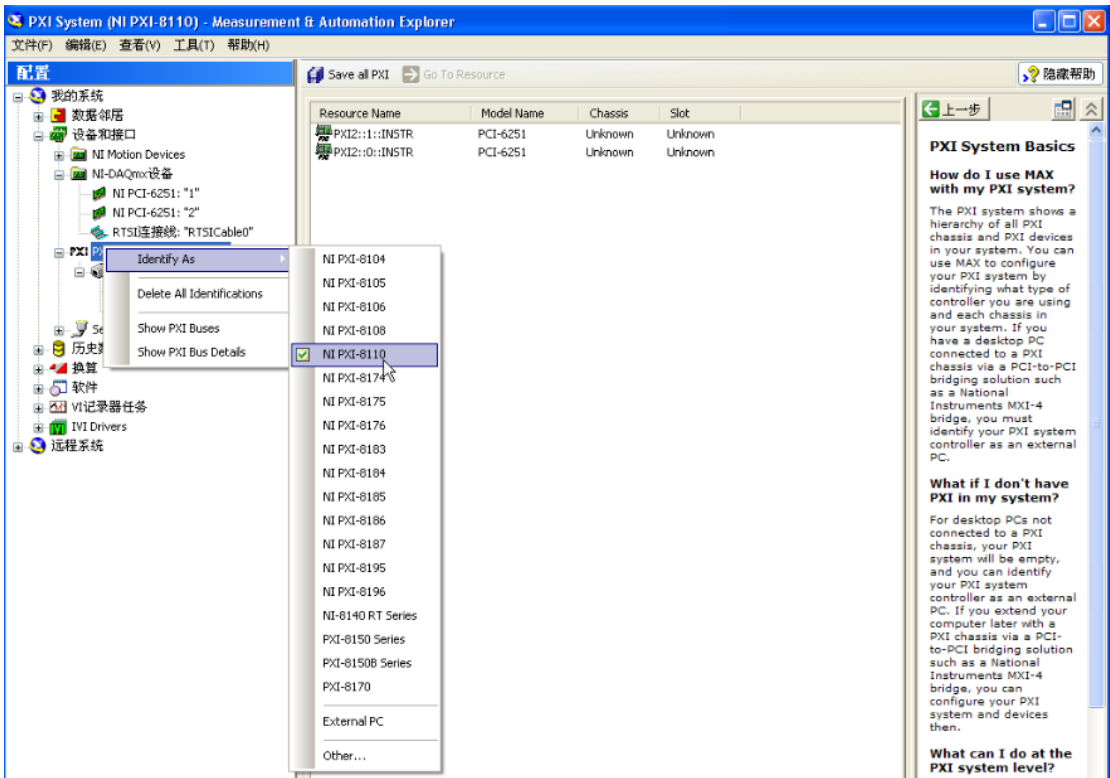 PXI System (NI PXI-8110) - Measurement & Automation Explorer
文件(F) 编辑(E) 查看(V) 工具(T) 帮助(H)
配置
我的系统
数据邻居
设备和接口
NI Motion Devices
NI-DAQmx设备
NI PCI-6251: "1"
NI PCI-6251: "2"
RTSI连接线: "RTSICable0"
PXI
Se
历史
换算
软件
VI记录器任务
IVI Drivers
远程系统
Identify As
Delete All Identifications
Show PXI Buses
Show PXI Bus Details
NI PXI-8104
NI PXI-8105
NI PXI-8106
NI PXI-8108
NI PXI-8110
NI PXI-8174
NI PXI-8175
NI PXI-8176
NI PXI-8183
NI PXI-8184
NI PXI-8185
NI PXI-8186
NI PXI-8187
NI PXI-8195
NI PXI-8196
NI-8140 RT Series
PXI-8150 Series
PXI-8150B Series
PXI-8170
External PC
Other...
Save all PXI Go To Resource
隐藏帮助
Resource Name Model Name Chassis Slot
PXI2::1::INSTR PCI-6251 Unknown Unknown
PXI2::0::INSTR PCI-6251 Unknown Unknown
上一步
PXI System Basics
How do I use MAX
with my PXI system?
The PXI system shows a
hierarchy of all PXI
chassis and PXI devices
in your system. You can
use MAX to configure
your PXI system by
identifying what type of
controller you are using
and each chassis in
your system. If you
have a desktop PC
connected to a PXI
chassis via a PCI-to-PCI
bridging solution such
as a National
Instruments MXI-4
bridge, you must
identify your PXI system
controller as an external
PC.
What if I don't have
PXI in my system?
For desktop PCs not
connected to a PXI
chassis, your PXI
system will be empty,
and you can identify
your PXI system
controller as an external
PC. If you extend your
computer later with a
PXI chassis via a PCI-
to-PCI bridging solution
such as a National
Instruments MXI-4
bridge, you can
configure your PXI
system and devices
then.
What can I do at the
PXI system level?